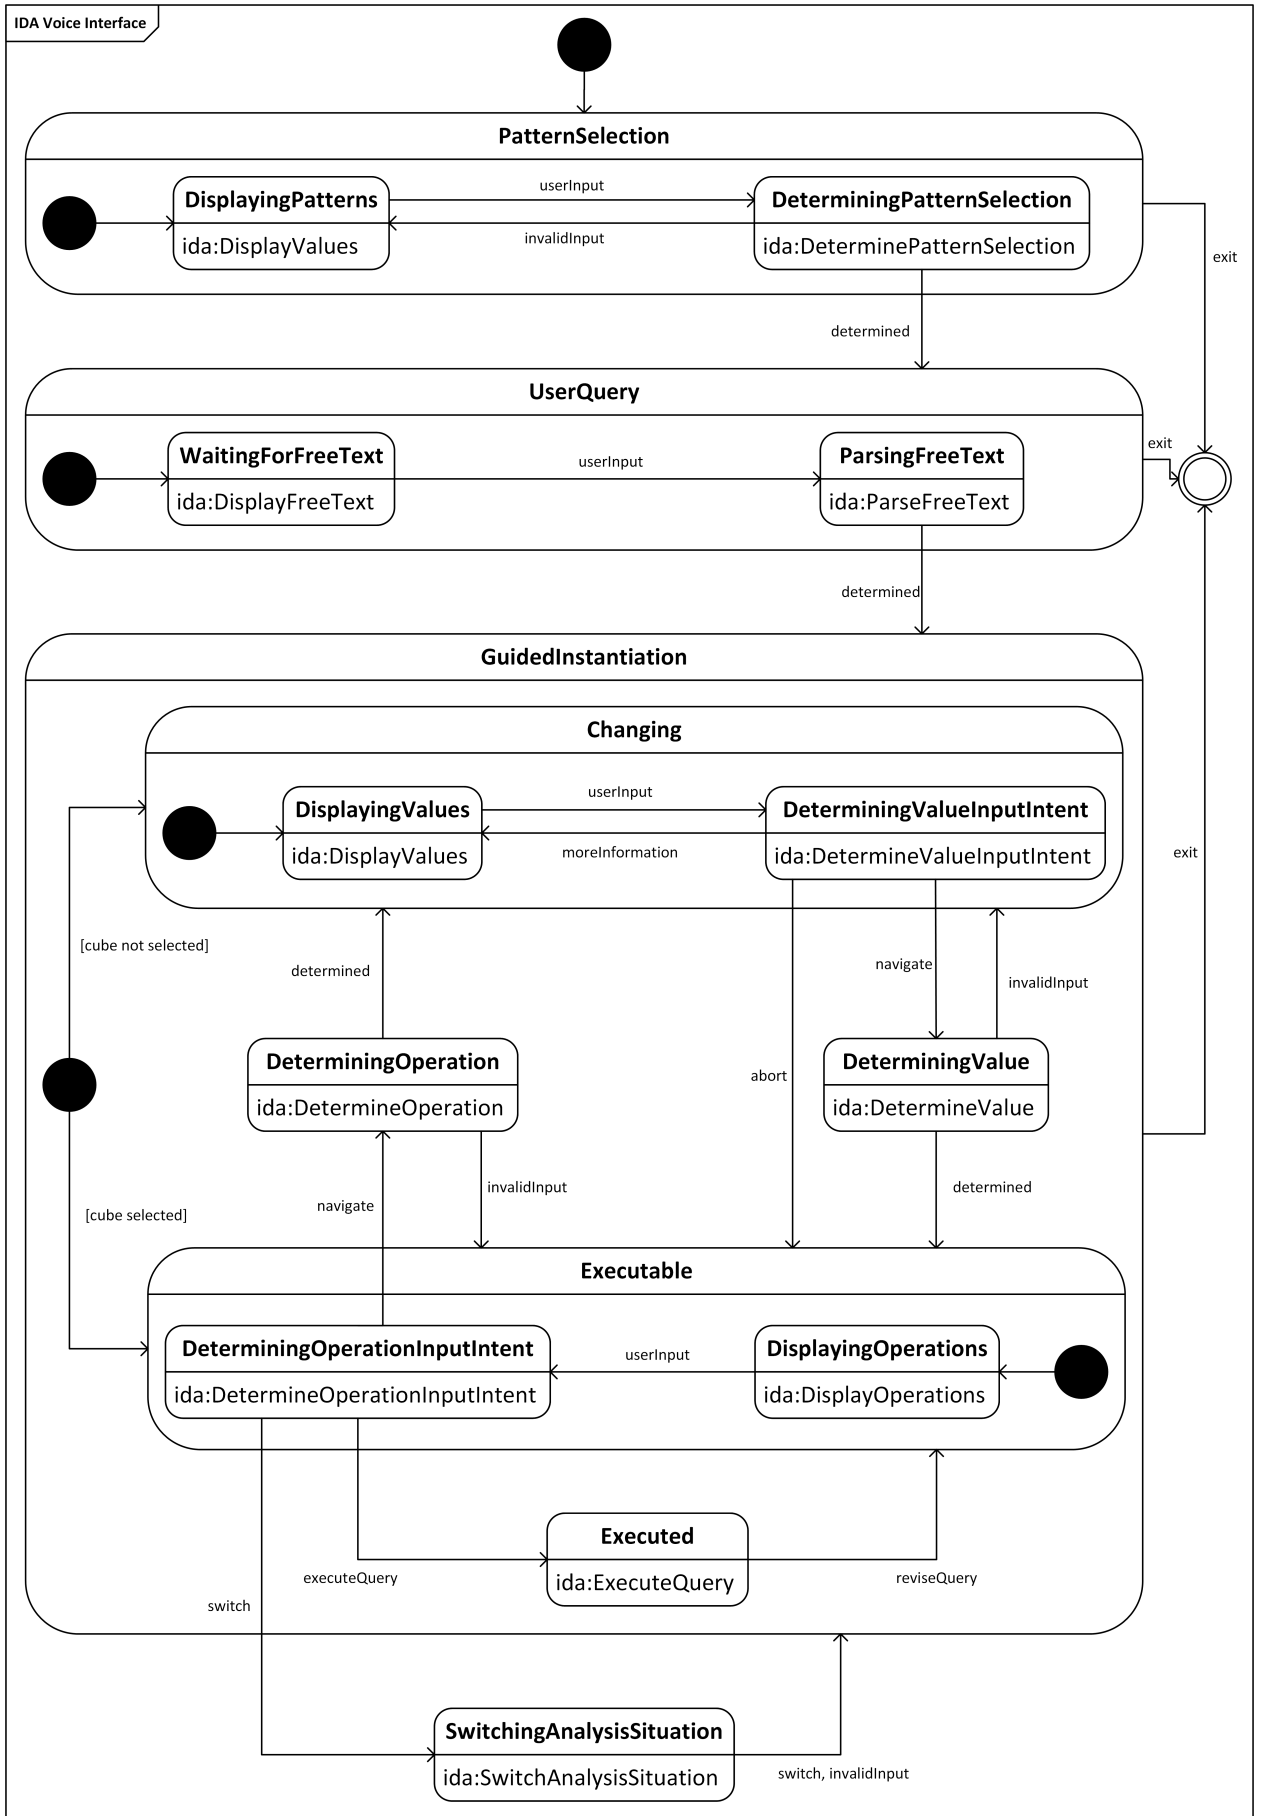 IDA Voice Interface
PatternSelection
DisplayingPatterns
ida:DisplayValues
userInput
invalidInput
DeterminingPatternSelection
ida:DeterminePatternSelection
exit
determined
UserQuery
WaitingForFreeText
ida:DisplayFreeText
userInput
ParsingFreeText
ida:ParseFreeText
exit
determined
GuidedInstantiation
Changing
DisplayingValues
ida:DisplayValues
userInput
moreInformation
DeterminingValueInputIntent
ida:DetermineValueInputIntent
exit
[cube not selected]
determined
navigate
invalidInput
DeterminingOperation
ida:DetermineOperation
abort
DeterminingValue
ida:DetermineValue
[cube selected]
navigate
invalidInput
determined
Executable
DeterminingOperationInputIntent
ida:DetermineOperationInputIntent
userInput
DisplayingOperations
ida:DisplayOperations
Executed
ida:ExecuteQuery
executeQuery
reviseQuery
switch
SwitchingAnalysisSituation
ida:SwitchAnalysisSituation
switch, invalidInput